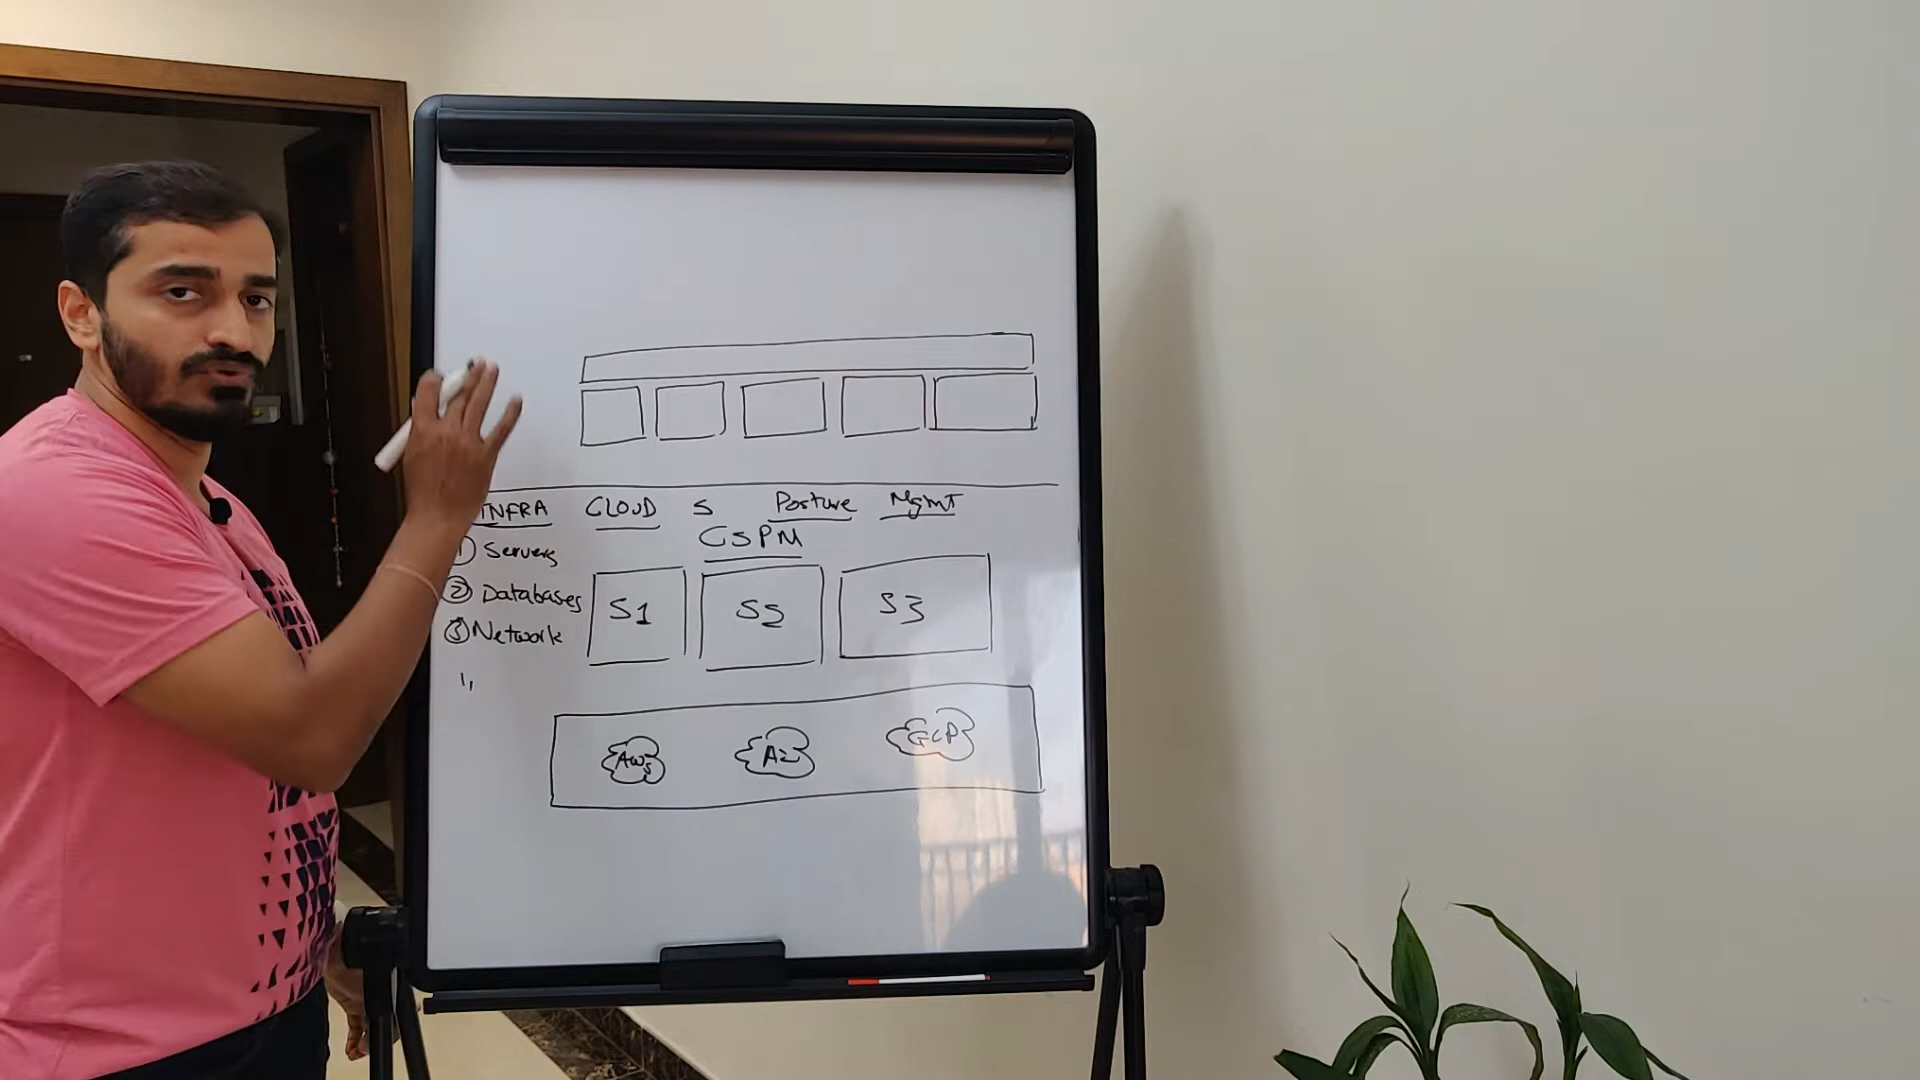 INFRA CLOUD S Posture Mgmt
CSPM
① Servers
② Databases
③ Network
S1 S2 S3
AWS AZ GCP